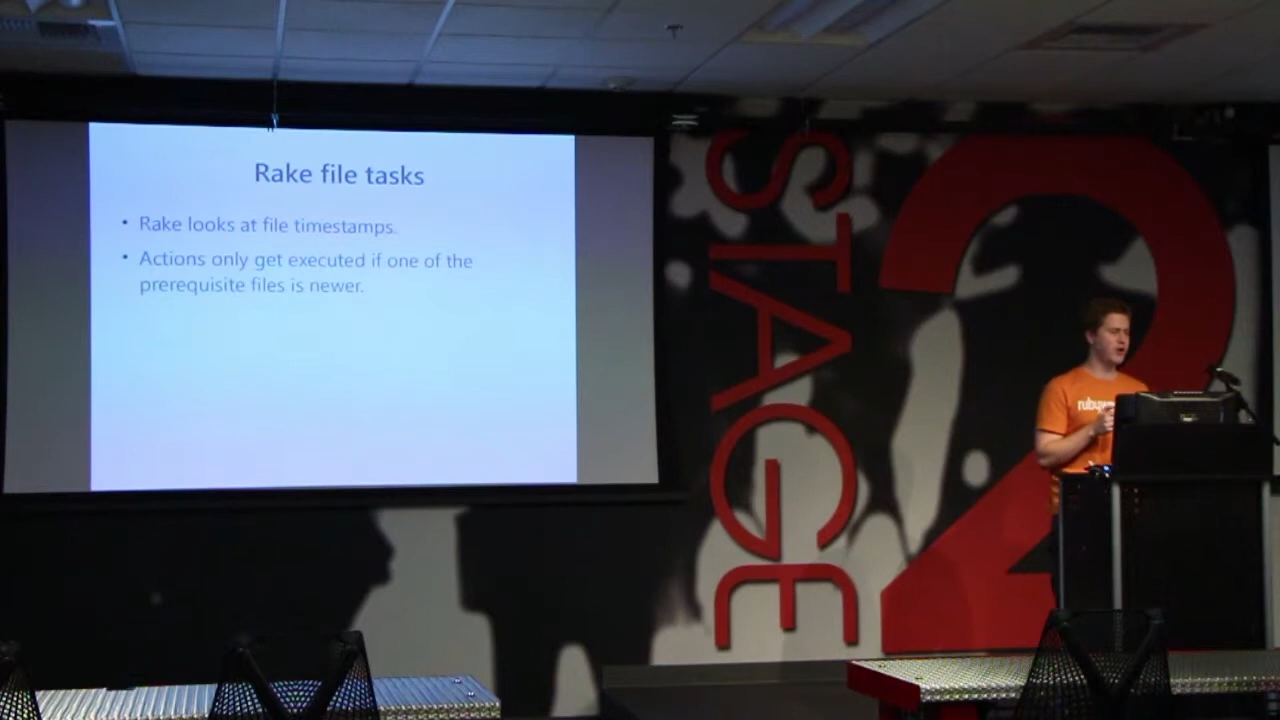 Rake file tasks
• Rake looks at file timestamps.
• Actions only get executed if one of the
prerequisite files is newer.
STAGE
2